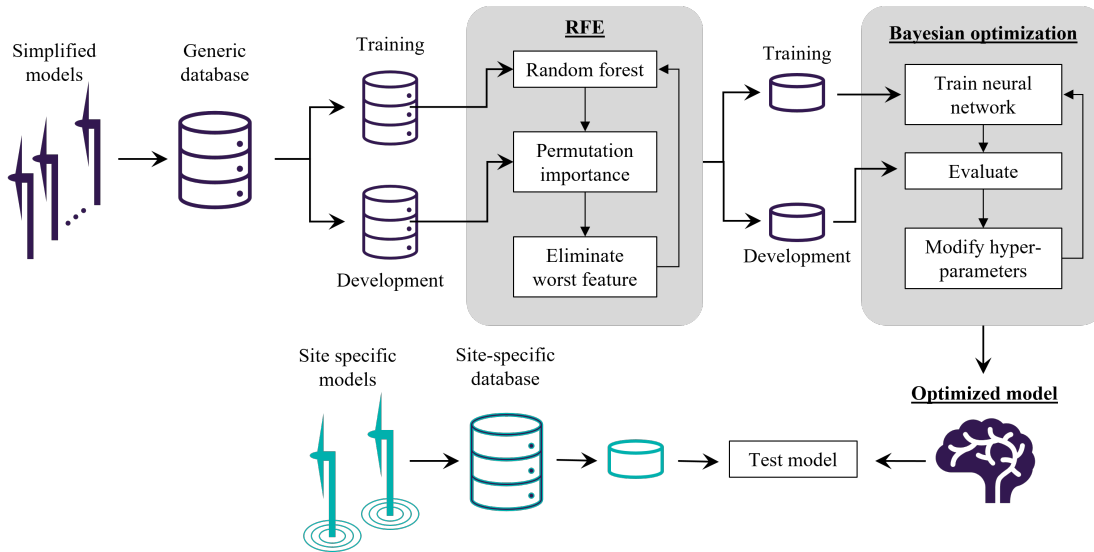 Simplified
models
Generic
database
Training
Development
RFE
Random forest
Permutation
importance
Eliminate
worst feature
Training
Development
Bayesian optimization
Train neural
network
Evaluate
Modify hyper-
parameters
Site specific
models
Site-specific
database
Test model
Optimized model